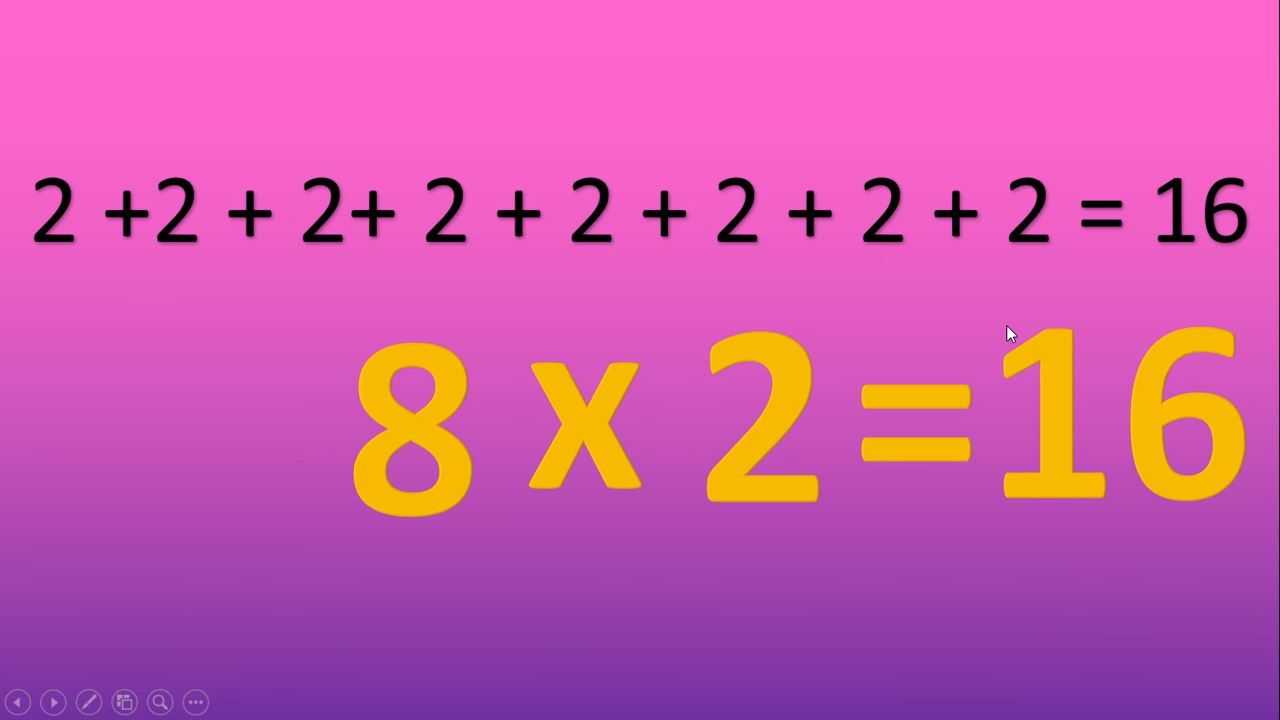 2 +2 + 2+ 2 + 2 + 2 + 2 + 2 = 16
8 x 2 =16